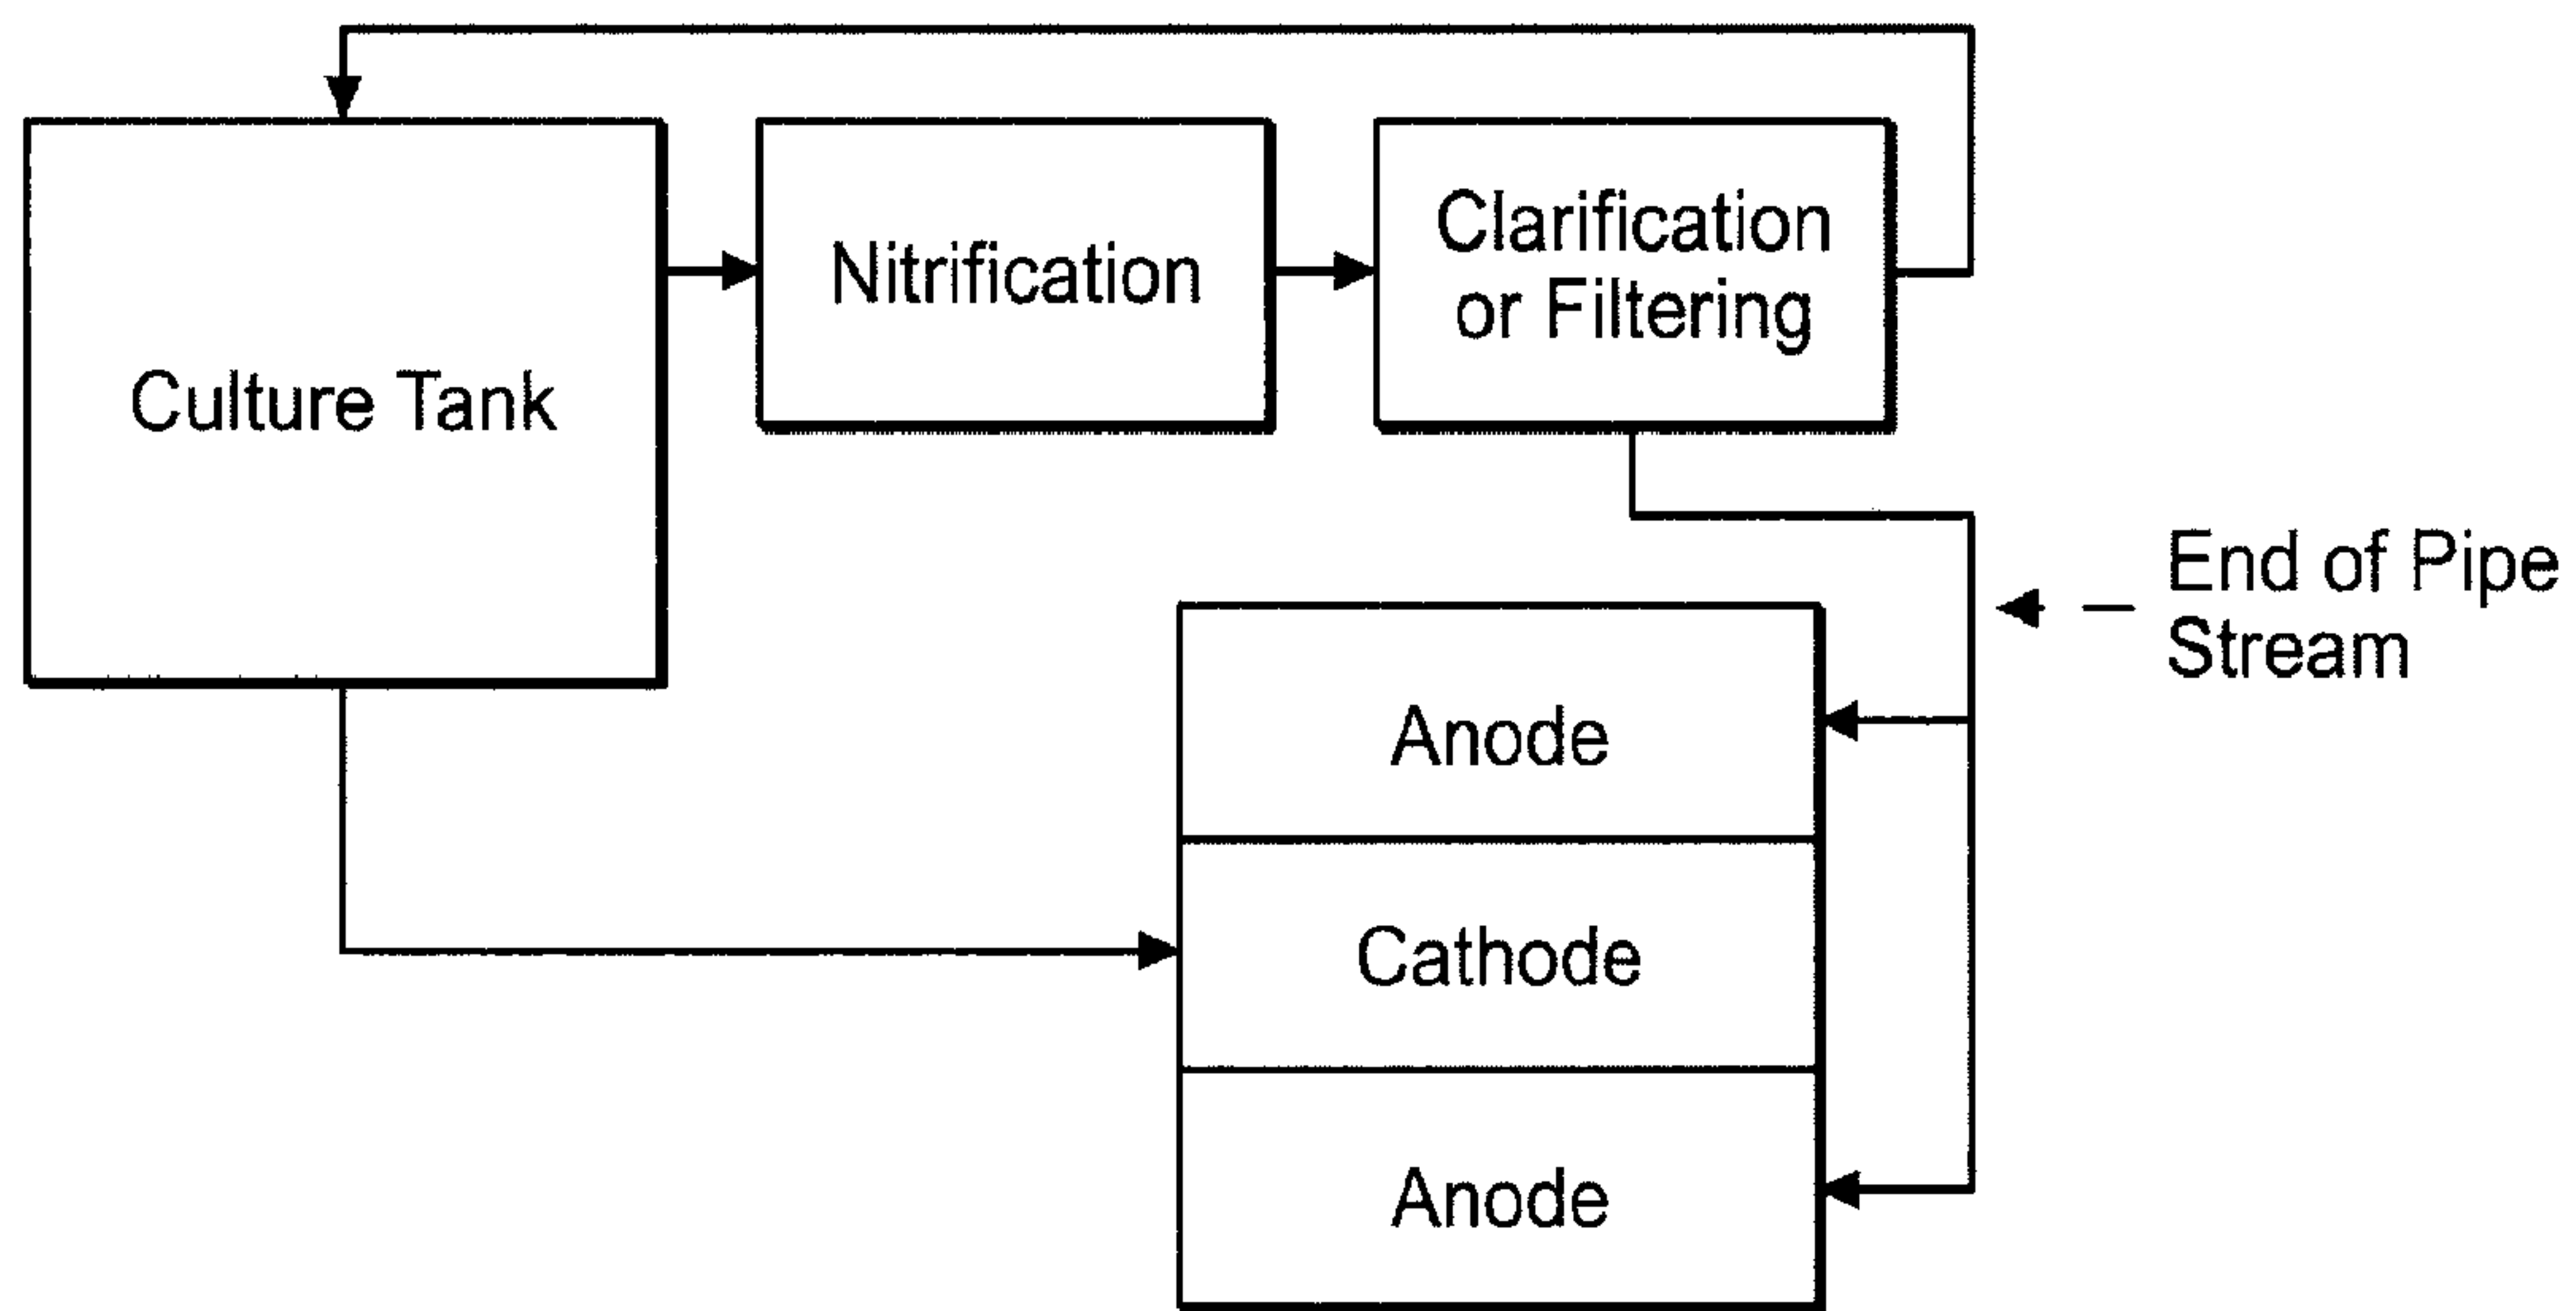 Culture Tank
Nitrification
Clarification
or Filtering
End of Pipe
Stream
Anode
Cathode
Anode